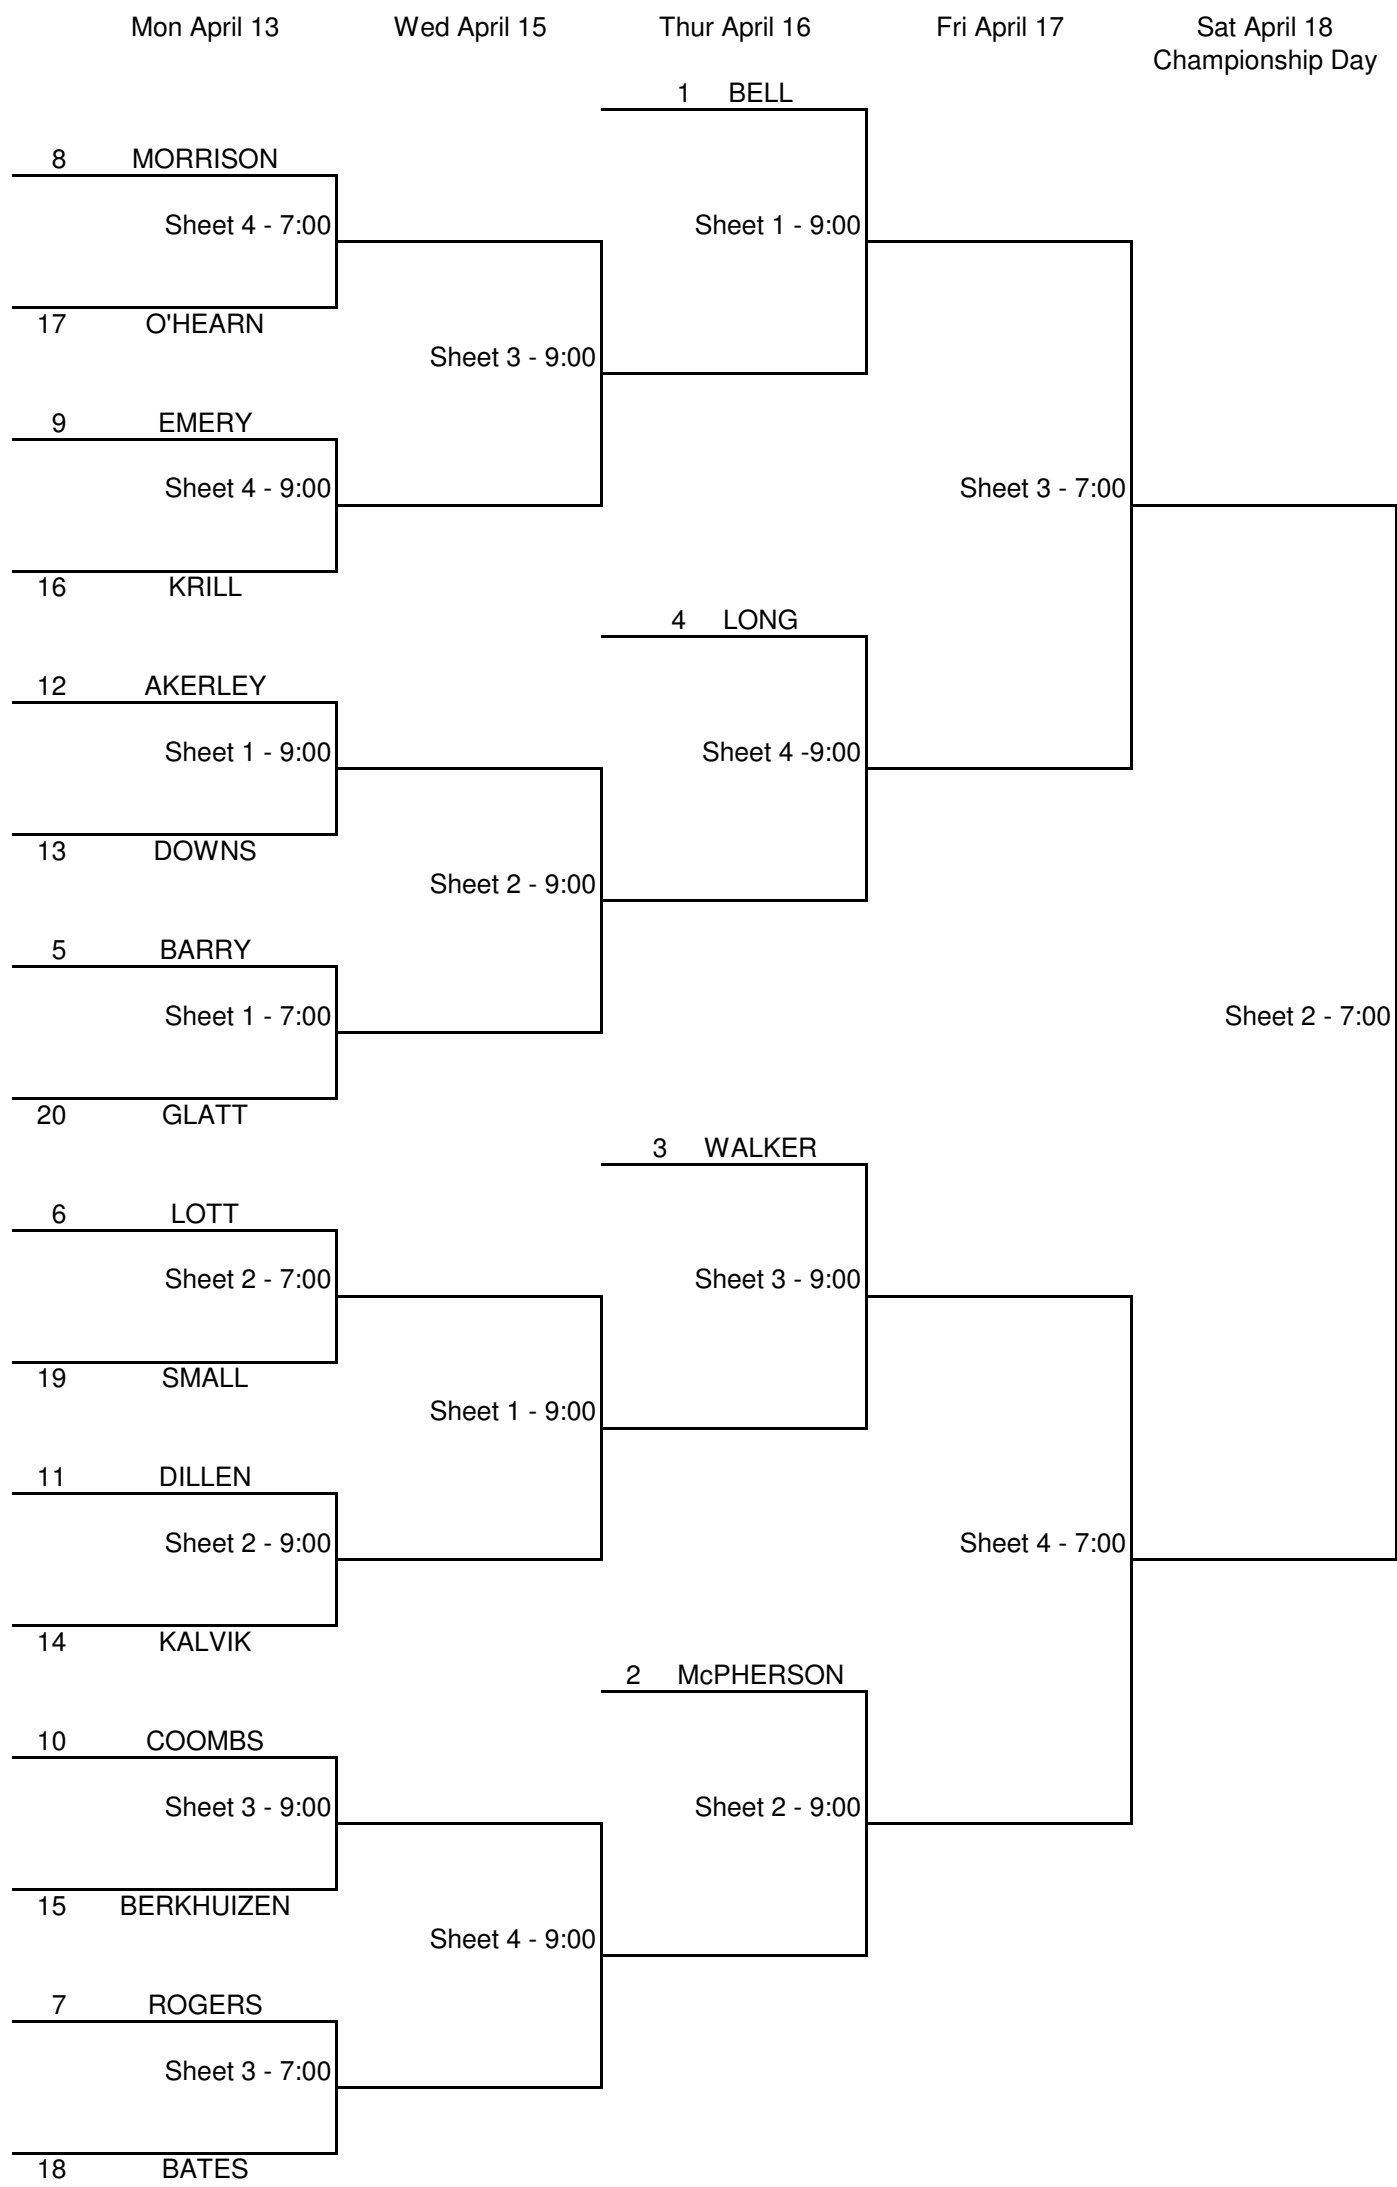 Mon April 13 Wed April 15 Thur April 16 Fri April 17 Sat April 18
Championship Day
1 BELL
8 MORRISON
Sheet 4 - 7:00 Sheet 1 - 9:00
17 O'HEARN
Sheet 3 - 9:00
9 EMERY
Sheet 4 - 9:00 Sheet 3 - 7:00
16 KRILL
4 LONG
12 AKERLEY
Sheet 1 - 9:00 Sheet 4 -9:00
13 DOWNS
Sheet 2 - 9:00
5 BARRY
Sheet 1 - 7:00 Sheet 2 - 7:00
20 GLATT
3 WALKER
6 LOTT
Sheet 2 - 7:00 Sheet 3 - 9:00
19 SMALL
Sheet 1 - 9:00
11 DILLEN
Sheet 2 - 9:00 Sheet 4 - 7:00
14 KALVIK
2 McPHERSON
10 COOMBS
Sheet 3 - 9:00 Sheet 2 - 9:00
15 BERKHUIZEN
Sheet 4 - 9:00
7 ROGERS
Sheet 3 - 7:00
18 BATES